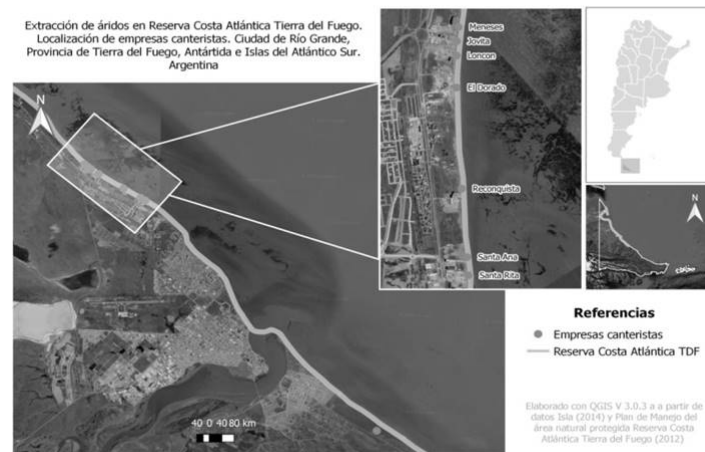 Extracción de áridos en Reserva Costa Atlántica Tierra del Fuego.
Localización de empresas canteristas. Ciudad de Río Grande,
Provincia de Tierra del Fuego, Antártida e Islas del Atlántico Sur.
Argentina
N
Meneses
Jovita
Loncon
El Dorado
Reconquista
Santa Ana
Santa Rita
N
40 0 40 80 km
Referencias
Empresas canteristas
Reserva Costa Atlántica TDF
Elaborado con QGIS V 3.0.3 a a partir de
datos Isla (2014) y Plan de Manejo del
área natural protegida Reserva Costa
Atlántica Tierra del Fuego (2012)